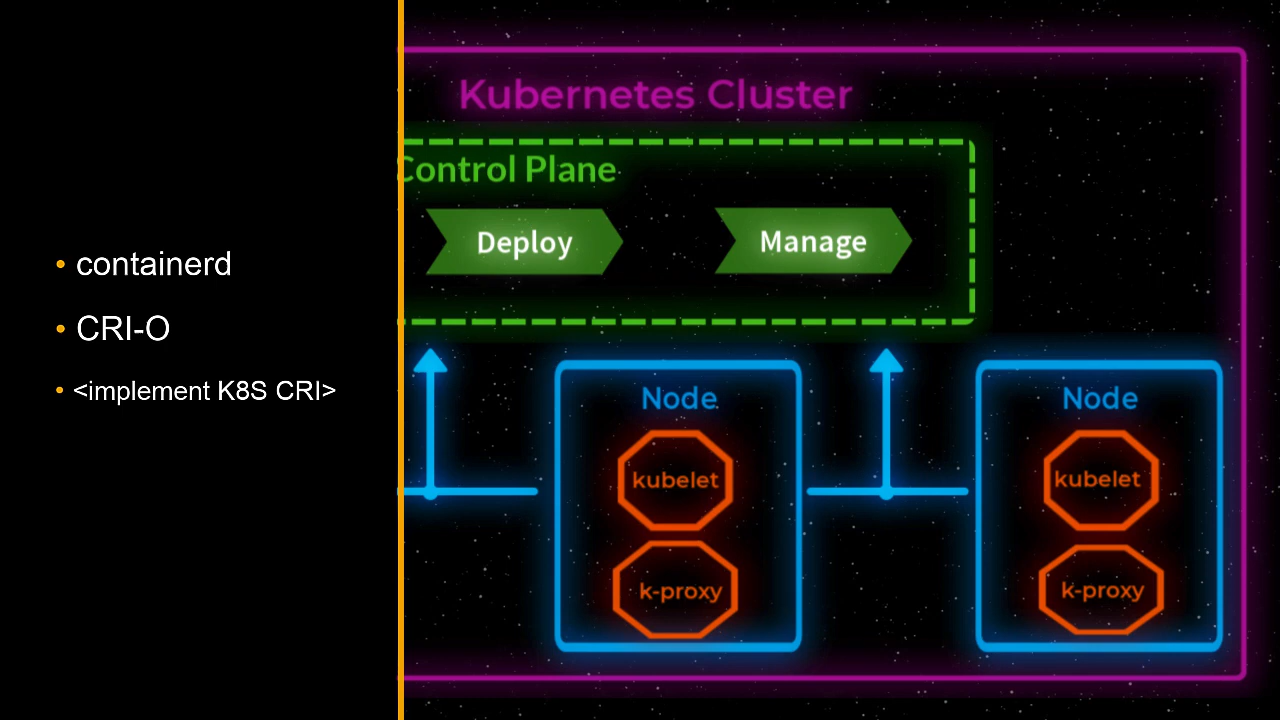 • containerd
• CRI-O
• <implement K8S CRI>
Kubernetes Cluster
Control Plane
Deploy
Manage
Node
kubelet
k-proxy
Node
kubelet
k-proxy